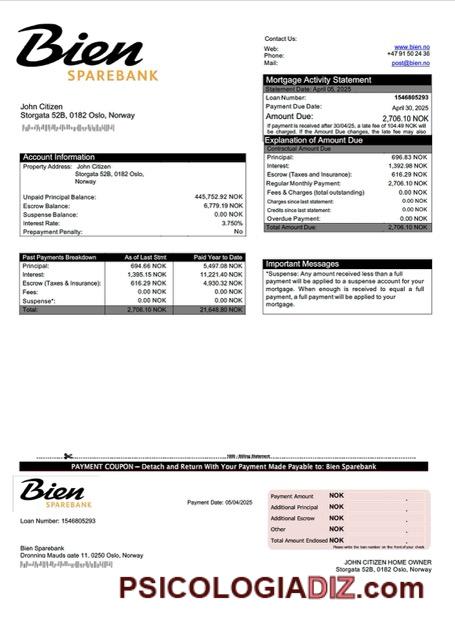 Bien
SPAREBANK
Contact Us:
Web: www.bien.no
Phone: +47 91 50 24 36
Mail: post@bien.no
Mortgage Activity Statement
Statement Date: April 05, 2025
Loan Number: 1546805293
Payment Due Date: April 30, 2025
Amount Due: 2,706.10 NOK
If payment is received after 30/04/25, a late fee of 104.49 NOK will
be charged. If the Amount Due changes, the late fee may also
John Citizen
Storgata 52B, 0182 Oslo, Norway
Explanation of Amount Due
Contractual Amount Due
Principal: 696.83 NOK
Interest: 1,392.98 NOK
Escrow (Taxes and Insurance): 616.29 NOK
Regular Monthly Payment: 2,706.10 NOK
Fees & Charges (total outstanding) 0.00 NOK
Charges since last statement: 0.00 NOK
Credits since last statement: 0.00 NOK
Overdue Payment: 0.00 NOK
Total Amount Due: 2,706.10 NOK
Account Information
Property Address: John Citizen
Storgata 52B, 0182 Oslo,
Norway
Unpaid Principal Balance: 445,752.92 NOK
Escrow Balance: 6,779.19 NOK
Suspense Balance: 0.00 NOK
Interest Rate: 3.750%
Prepayment Penalty: No
Past Payments Breakdown As of Last Stmt Paid Year to Date
Principal: 694.66 NOK 5,497.08 NOK
Interest: 1,395.15 NOK 11,221.40 NOK
Escrow (Taxes & Insurance): 616.29 NOK 4,930.32 NOK
Fees: 0.00 NOK 0.00 NOK
Suspense*: 0.00 NOK 0.00 NOK
Total: 2,706.10 NOK 21,648.80 NOK
Important Messages
*Suspense: Any amount received less than a full
payment will be applied to a suspense account for your
mortgage. When enough is received to equal a full
payment, a full payment will be applied to your
mortgage.
Billing Statement
PAYMENT COUPON – Detach and Return With Your Payment Made Payable to: Bien Sparebank
Bien
SPAREBANK
Payment Date: 05/04/2025
Loan Number: 1546805293
Payment Amount NOK .
Additional Principal NOK .
Additional Escrow NOK .
Other NOK .
Total Amount Endosed NOK .
Please write the loan number on the front of your check
Bien Sparebank
Dronning Mauds gate 11, 0250 Oslo, Norway
JOHN CITIZEN HOME OWNER
Storgata 52B, 0182 Oslo, Norway
PSICOLOGIADIZ.com